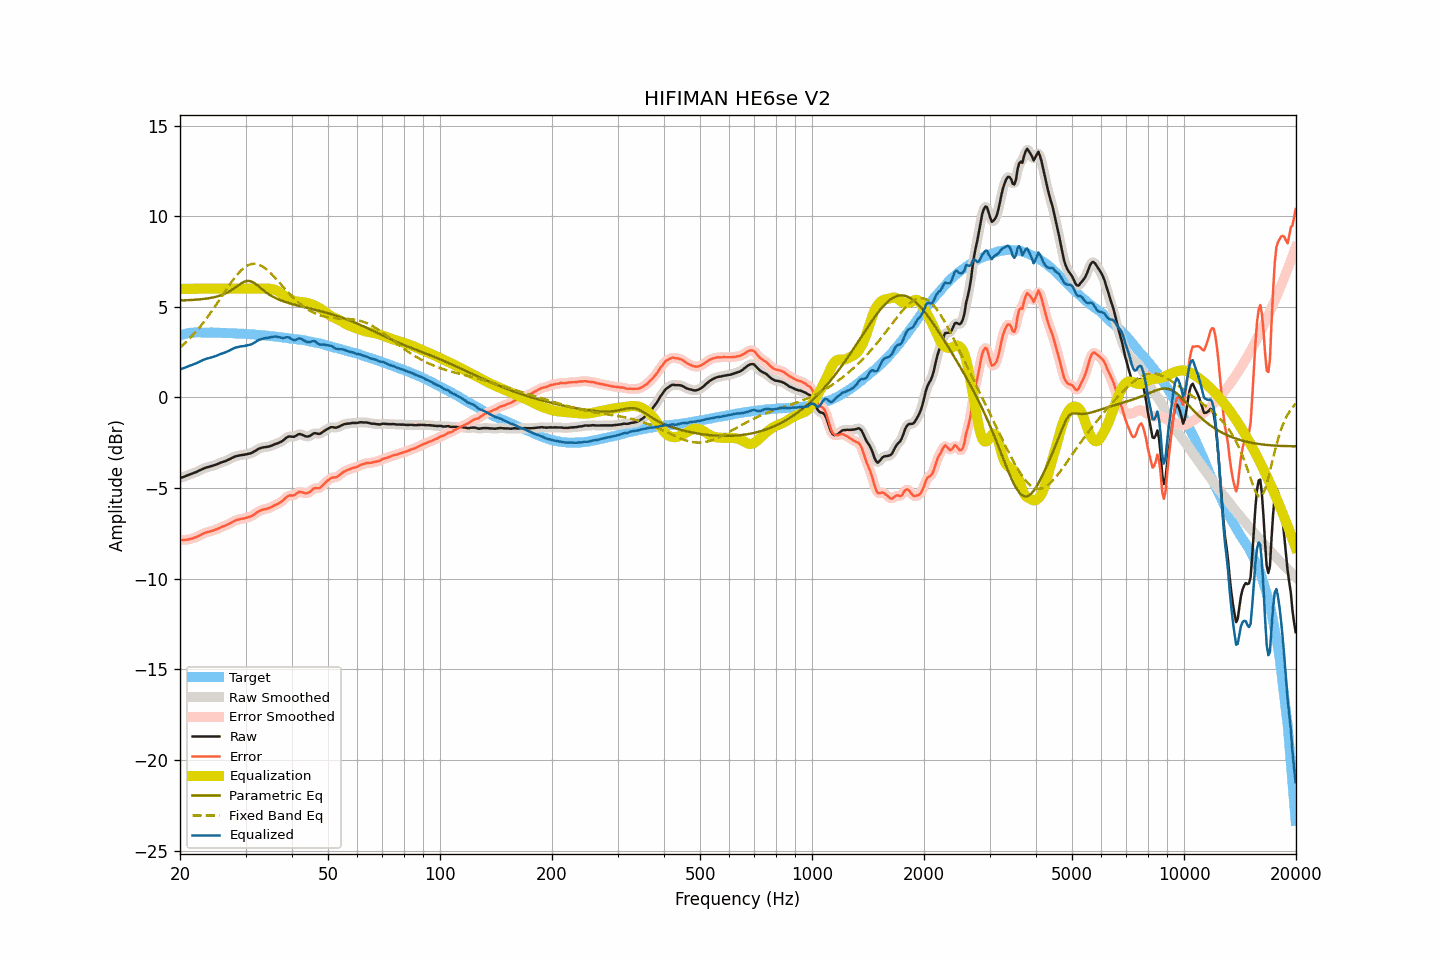 HIFIMAN HE6se V2
Amplitude (dBr)
15
10
5
0
−5
−10
−15
−20
−25
Target
Raw Smoothed
Error Smoothed
Raw
Error
Equalization
Parametric Eq
Fixed Band Eq
Equalized
20 50 100 200 500 1000 2000 5000 10000 20000
Frequency (Hz)